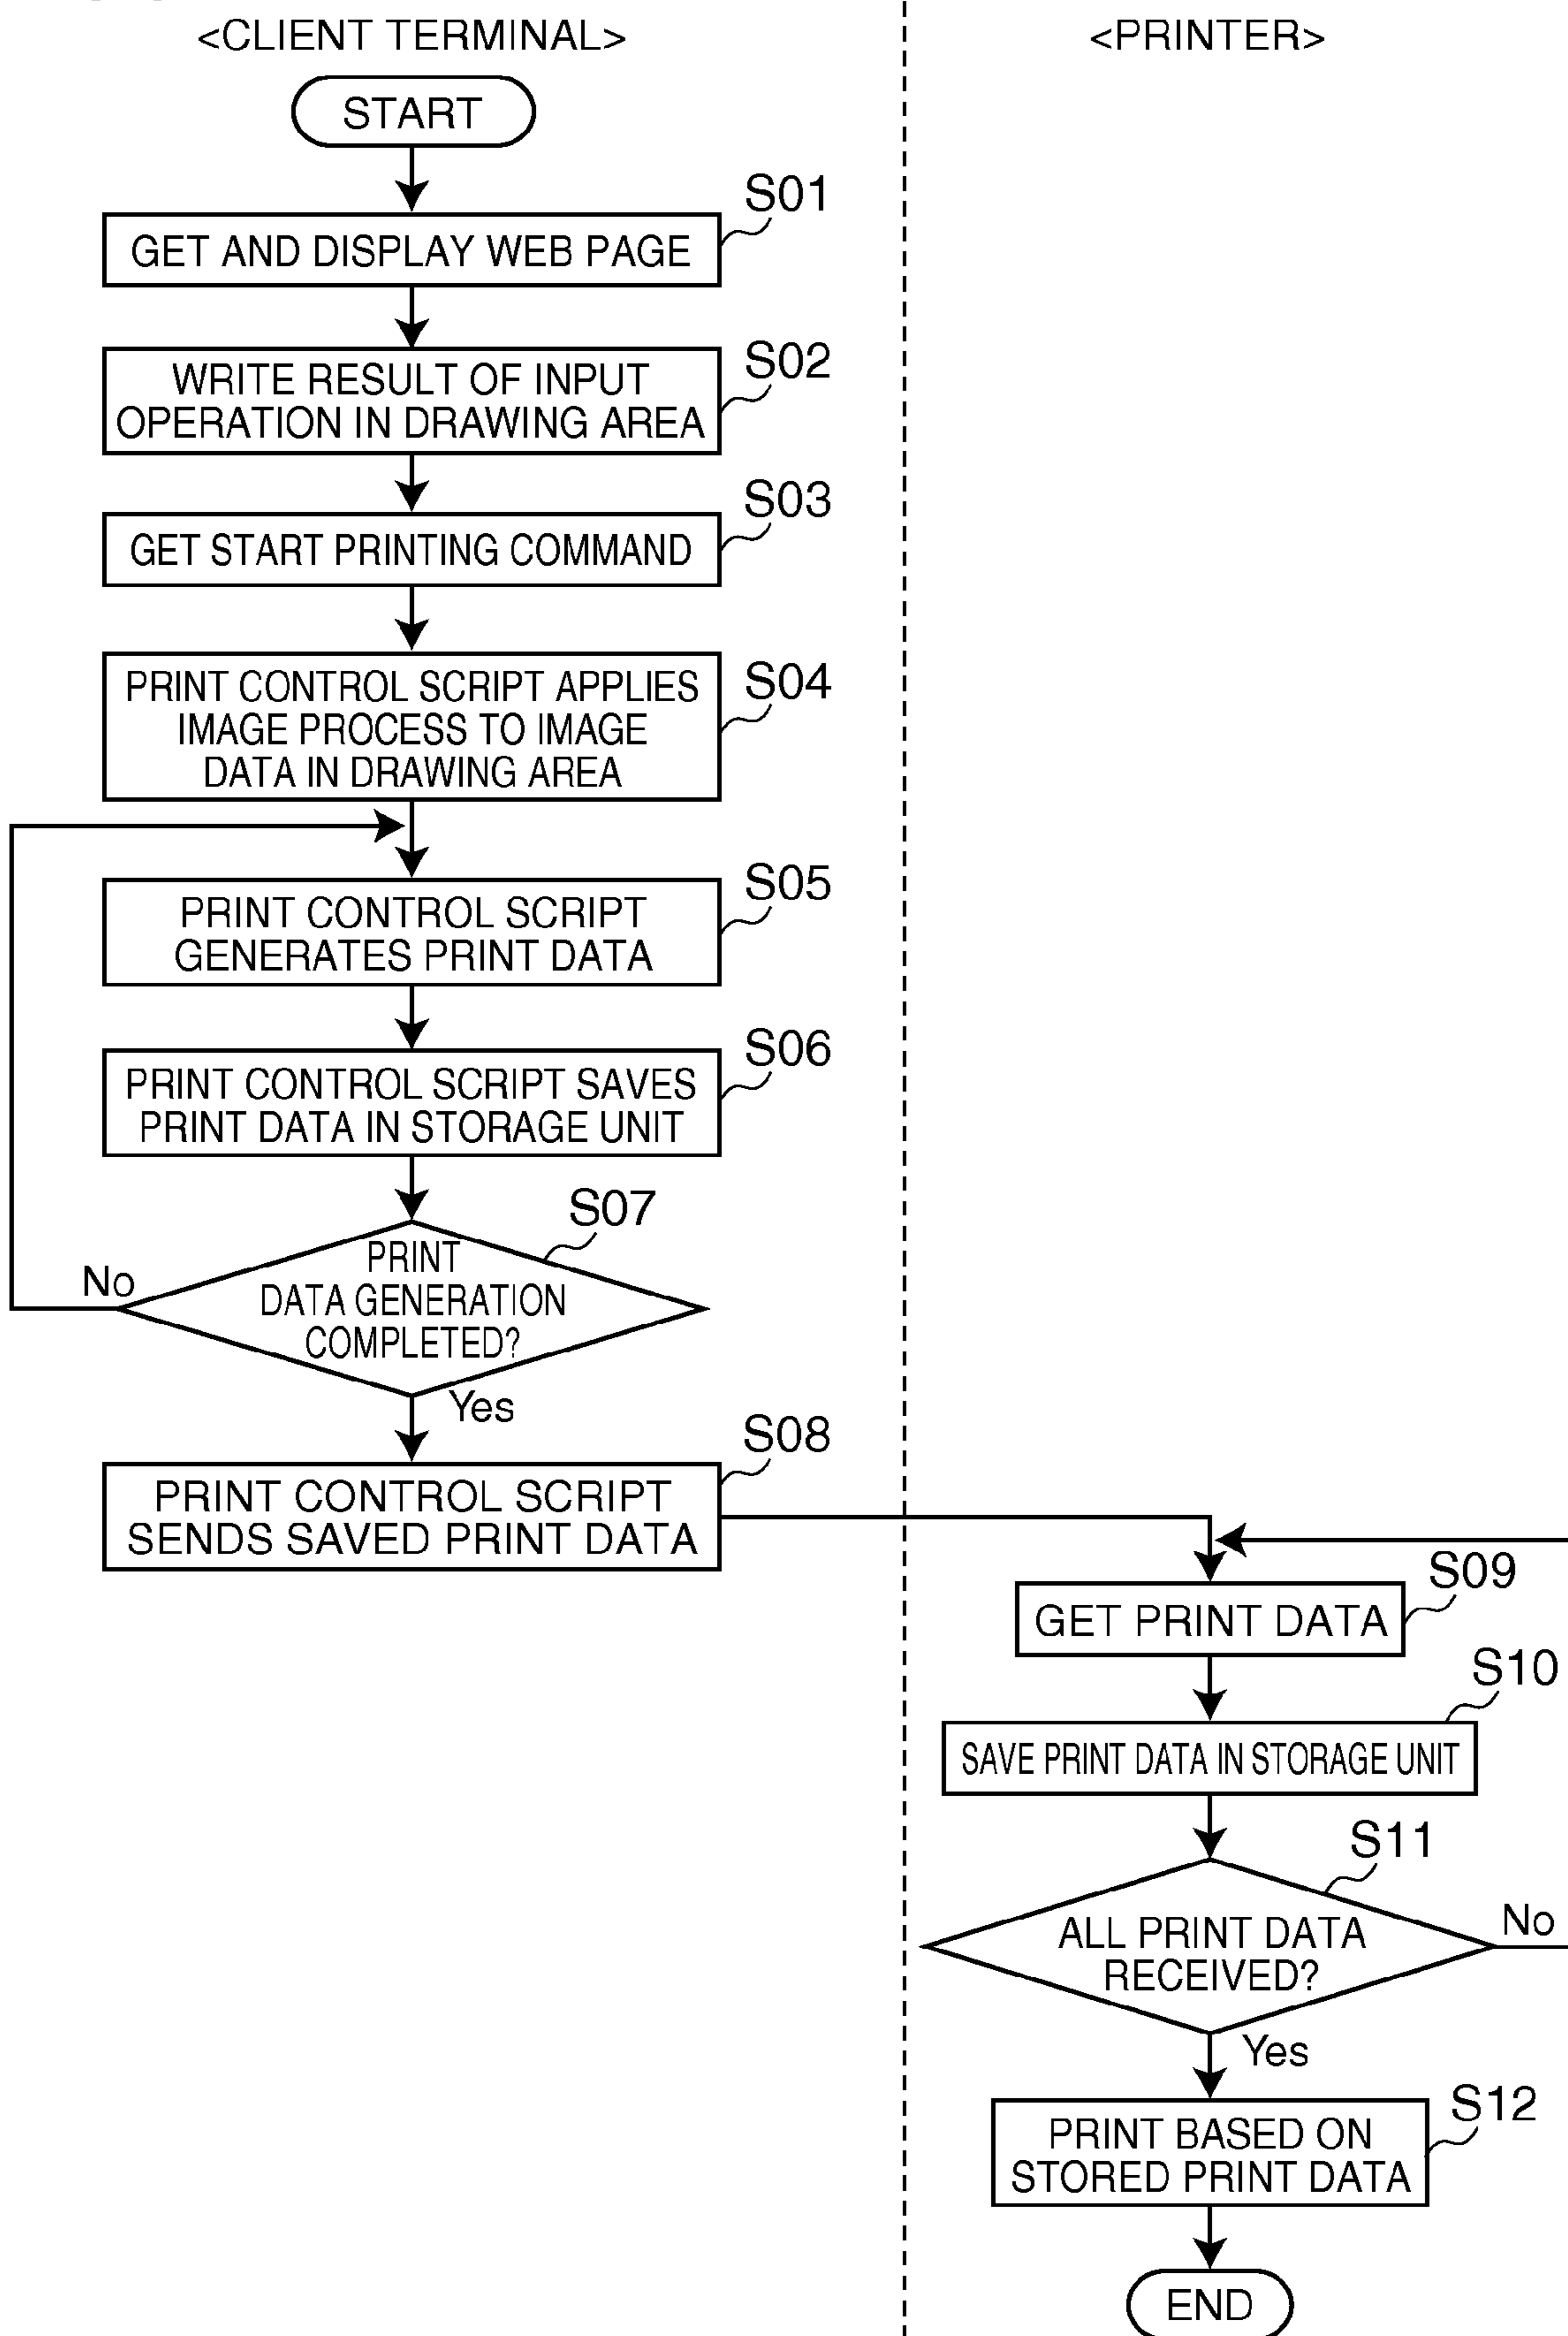 <CLIENT TERMINAL>
<PRINTER>
START
S01
GET AND DISPLAY WEB PAGE
S02
WRITE RESULT OF INPUT
OPERATION IN DRAWING AREA
S03
GET START PRINTING COMMAND
S04
PRINT CONTROL SCRIPT APPLIES
IMAGE PROCESS TO IMAGE
DATA IN DRAWING AREA
S05
PRINT CONTROL SCRIPT
GENERATES PRINT DATA
S06
PRINT CONTROL SCRIPT SAVES
PRINT DATA IN STORAGE UNIT
S07
PRINT
DATA GENERATION
COMPLETED?
No
Yes
S08
PRINT CONTROL SCRIPT
SENDS SAVED PRINT DATA
S09
GET PRINT DATA
S10
SAVE PRINT DATA IN STORAGE UNIT
S11
ALL PRINT DATA
RECEIVED?
No
Yes
S12
PRINT BASED ON
STORED PRINT DATA
END